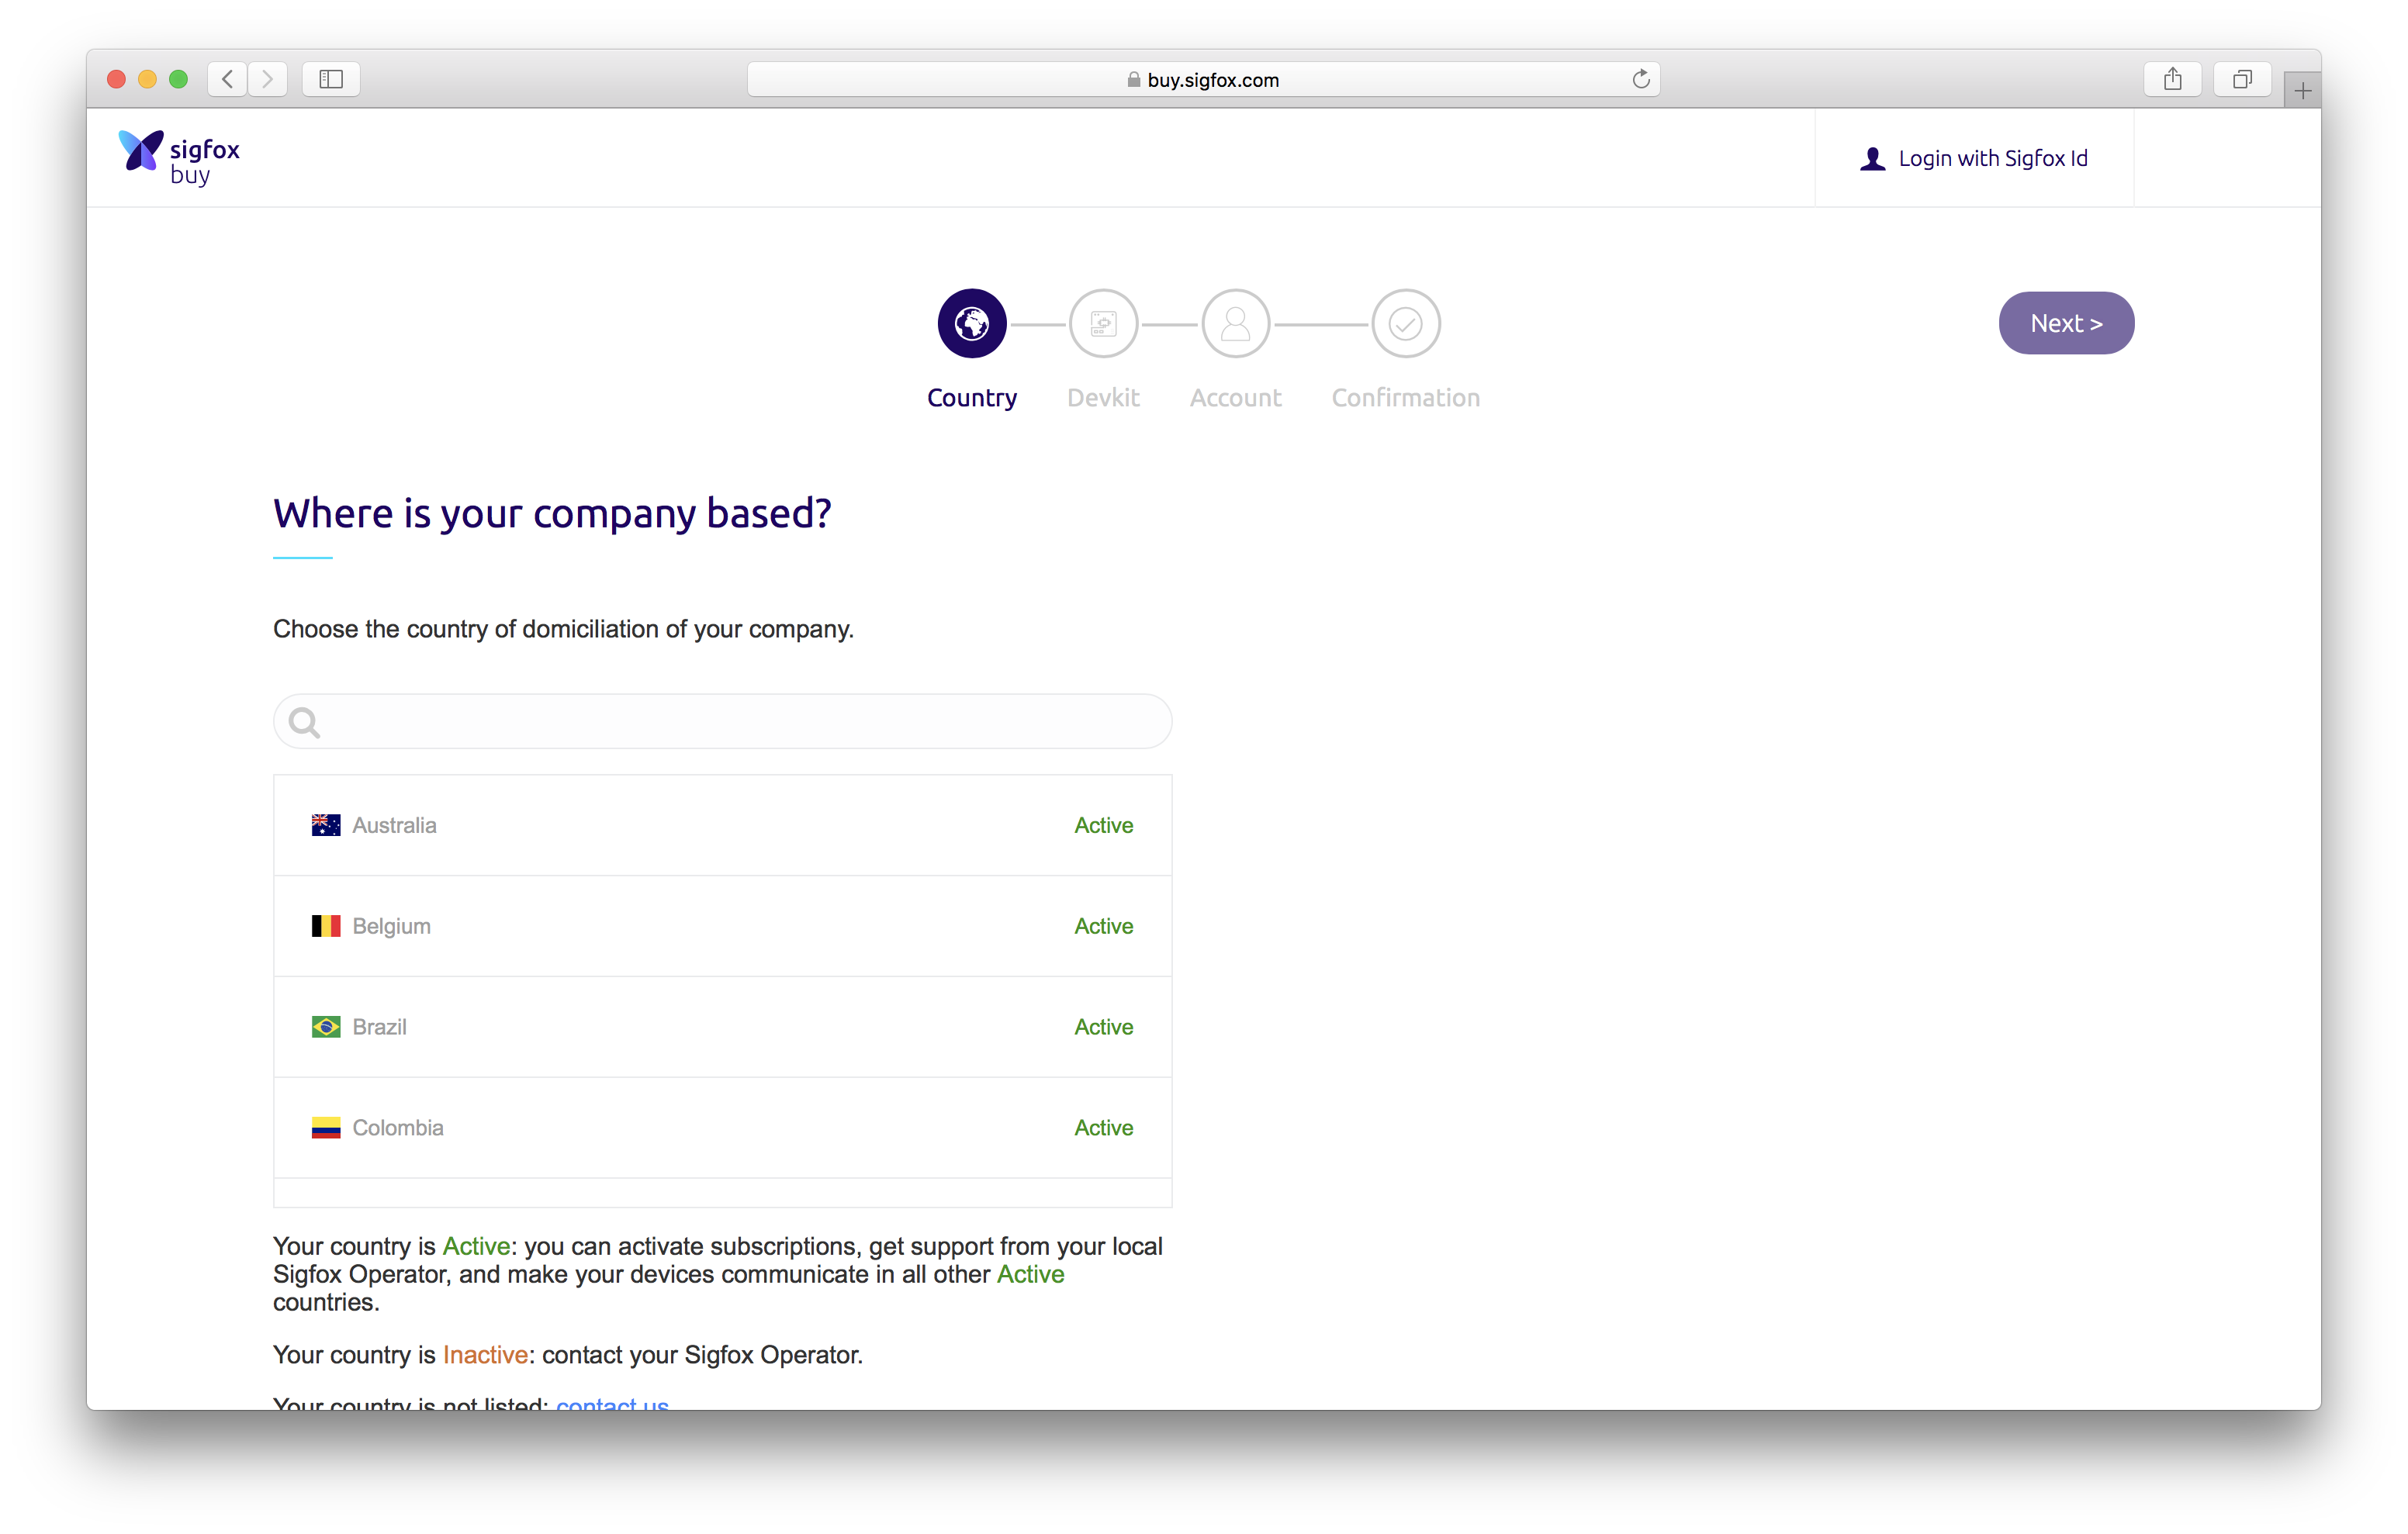 buy.sigfox.com
sigfox
buy
Login with Sigfox Id
Next >
Country
Devkit
Account
Confirmation
Where is your company based?
Choose the country of domiciliation of your company.
Australia
Active
Belgium
Active
Brazil
Active
Colombia
Active
Your country is Active: you can activate subscriptions, get support from your local
Sigfox Operator, and make your devices communicate in all other Active
countries.
Your country is Inactive: contact your Sigfox Operator.
Your country is not listed: contact us